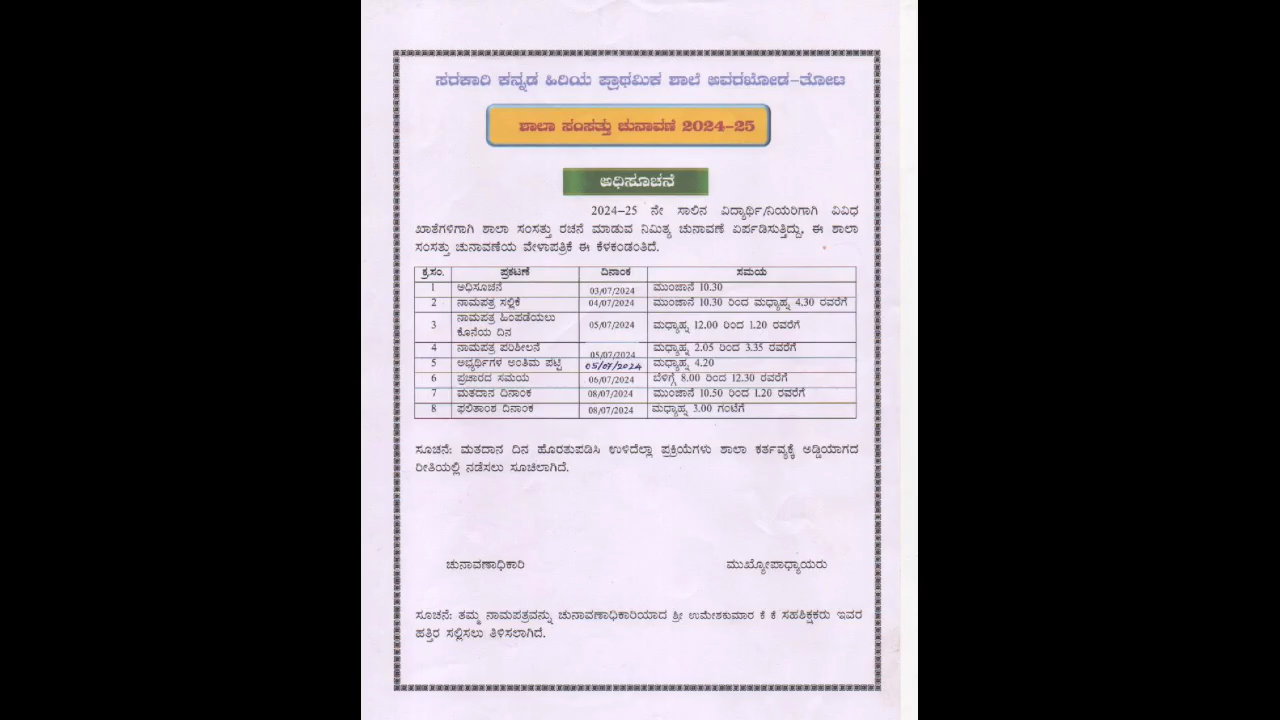 ಸರಕಾರಿ ಕನ್ನಡ ಹಿರಿಯ ಪ್ರಾಥಮಿಕ ಶಾಲೆ ಅವರಖೋಡ-ತೋಟ
ಶಾಲಾ ಸಂಸತ್ತು ಚುನಾವಣೆ 2024-25
ಅಧಿಸೂಚನೆ
2024-25 ನೇ ಸಾಲಿನ ವಿದ್ಯಾರ್ಥಿ/ನಿಯರಿಗಾಗಿ ವಿವಿಧ
ಖಾತೆಗಳಿಗಾಗಿ ಶಾಲಾ ಸಂಸತ್ತು ರಚನೆ ಮಾಡುವ ನಿಮಿತ್ಯ ಚುನಾವಣೆ ಏರ್ಪಡಿಸುತ್ತಿದ್ದು, ಈ ಶಾಲಾ
ಸಂಸತ್ತು ಚುನಾವಣೆಯ ವೇಳಾಪತ್ರಿಕೆ ಈ ಕೆಳಕಂಡಂತಿದೆ.
ಕ್ರ.ಸಂ. ಪ್ರಕಟಣೆ ದಿನಾಂಕ ಸಮಯ
1 ಅಧಿಸೂಚನೆ 03/07/2024 ಮುಂಜಾನೆ 10.30
2 ನಾಮಪತ್ರ ಸಲ್ಲಿಕೆ 04/07/2024 ಮುಂಜಾನೆ 10.30 ರಿಂದ ಮಧ್ಯಾಹ್ನ 4.30 ರವರೆಗೆ
3 ನಾಮಪತ್ರ ಹಿಂಪಡೆಯಲು
ಕೊನೆಯ ದಿನ 05/07/2024 ಮಧ್ಯಾಹ್ನ 12.00 ರಿಂದ 1.20 ರವರೆಗೆ
4 ನಾಮಪತ್ರ ಪರಿಶೀಲನೆ 05/07/2024 ಮಧ್ಯಾಹ್ನ 2.05 ರಿಂದ 3.35 ರವರೆಗೆ
5 ಅಭ್ಯರ್ಥಿಗಳ ಅಂತಿಮ ಪಟ್ಟಿ 05/07/2024 ಮಧ್ಯಾಹ್ನ 4.20
6 ಪ್ರಚಾರದ ಸಮಯ 06/07/2024 ಬೆಳಿಗ್ಗೆ 8.00 ರಿಂದ 12.30 ರವರೆಗೆ
7 ಮತದಾನ ದಿನಾಂಕ 08/07/2024 ಮುಂಜಾನೆ 10.50 ರಿಂದ 1.20 ರವರೆಗೆ
8 ಫಲಿತಾಂಶ ದಿನಾಂಕ 08/07/2024 ಮಧ್ಯಾಹ್ನ 3.00 ಗಂಟೆಗೆ
ಸೂಚನೆ: ಮತದಾನ ದಿನ ಹೊರತುಪಡಿಸಿ ಉಳಿದೆಲ್ಲಾ ಪ್ರಕ್ರಿಯೆಗಳು ಶಾಲಾ ಕರ್ತವ್ಯಕ್ಕೆ ಅಡ್ಡಿಯಾಗದ
ರೀತಿಯಲ್ಲಿ ನಡೆಸಲು ಸೂಚಿಲಾಗಿದೆ.
ಚುನಾವಣಾಧಿಕಾರಿ ಮುಖ್ಯೋಪಾಧ್ಯಾಯರು
ಸೂಚನೆ: ತಮ್ಮ ನಾಮಪತ್ರವನ್ನು ಚುನಾವಣಾಧಿಕಾರಿಯಾದ ಶ್ರೀ ಉಮೇಶಕುಮಾರ ಕೆ ಕೆ ಸಹಶಿಕ್ಷಕರು ಇವರ
ಹತ್ತಿರ ಸಲ್ಲಿಸಲು ತಿಳಿಸಲಾಗಿದೆ.